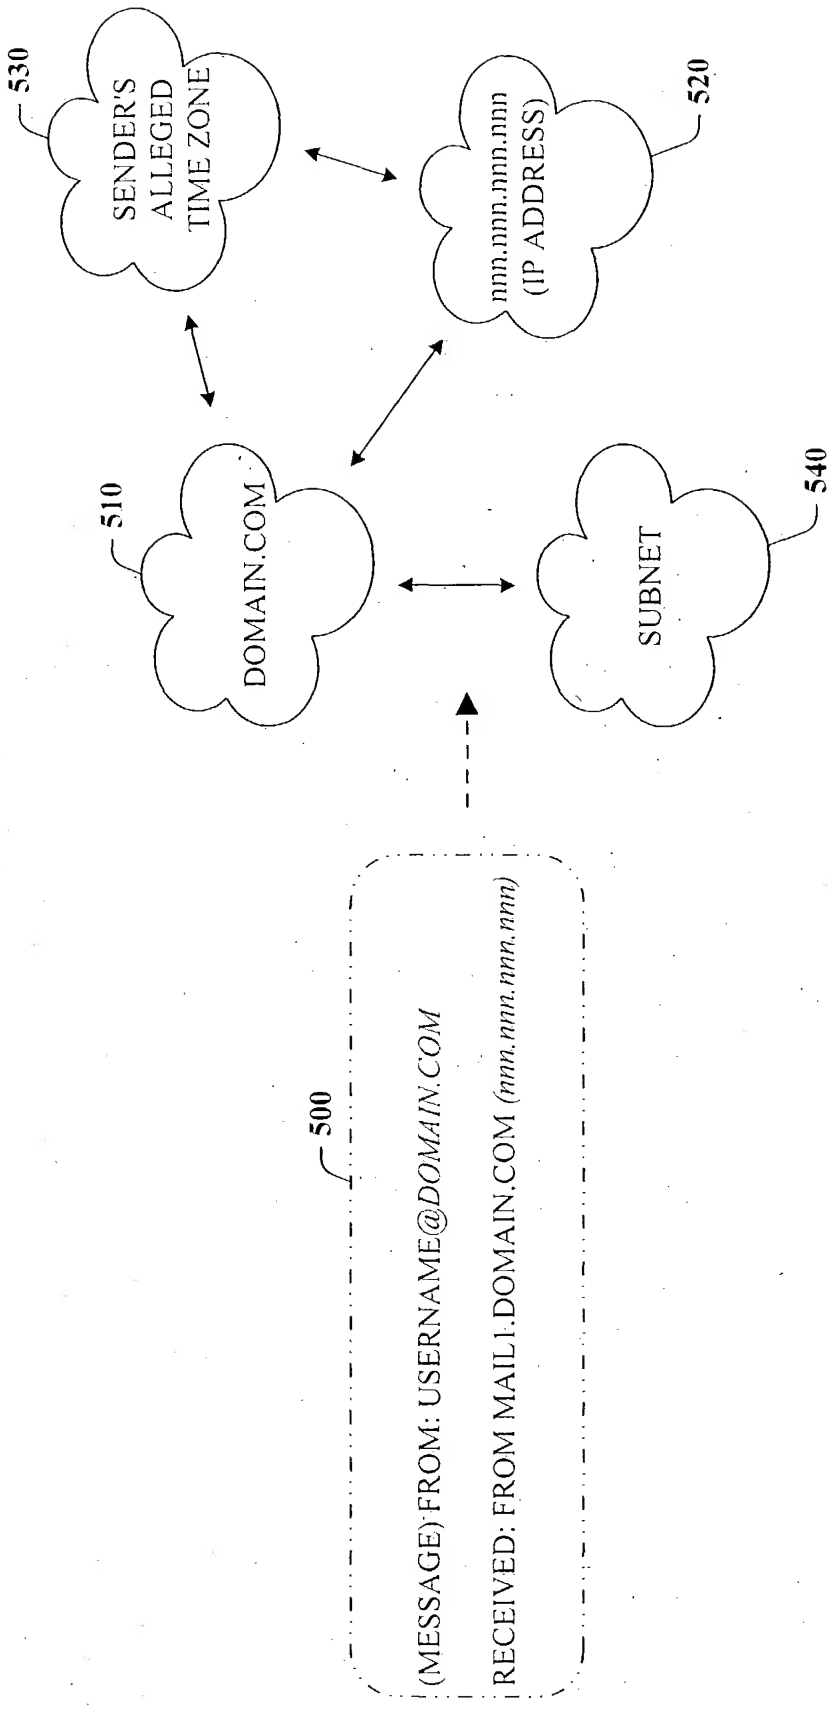 500
(MESSAGE) FROM: USERNAME@DOMAIN.COM
RECEIVED: FROM MAIL1.DOMAIN.COM (nnn.nnn.nnn.nnn)
510
DOMAIN.COM
530
SENDER'S
ALLEGED
TIME ZONE
nnn.nnn.nnn.nnn
(IP ADDRESS)
520
SUBNET
540